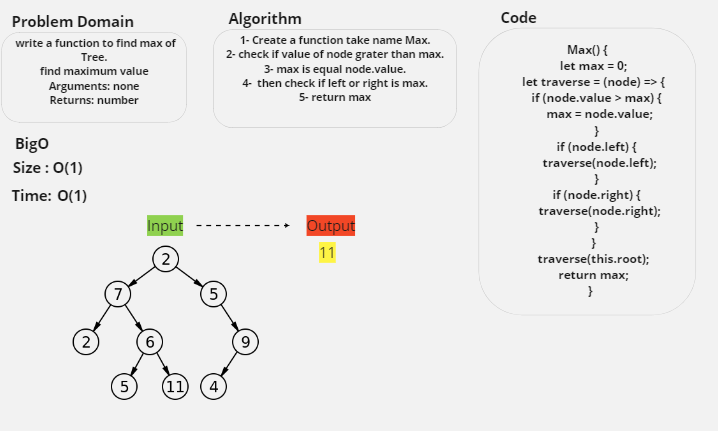 Problem Domain
write a function to find max of
Tree.
find maximum value
Arguments: none
Returns: number
Algorithm
1- Create a function take name Max.
2- check if value of node grater than max.
3- max is equal node.value.
4- then check if left or right is max.
5- return max
Code
Max() {
let max = 0;
let traverse = (node) => {
if (node.value > max) {
max = node.value;
}
if (node.left) {
traverse(node.left);
}
if (node.right) {
traverse(node.right);
}
}
traverse(this.root);
return max;
}
BigO
Size : O(1)
Time: O(1)
Input
Output
11
2
7 5
2 6 9
5 11 4